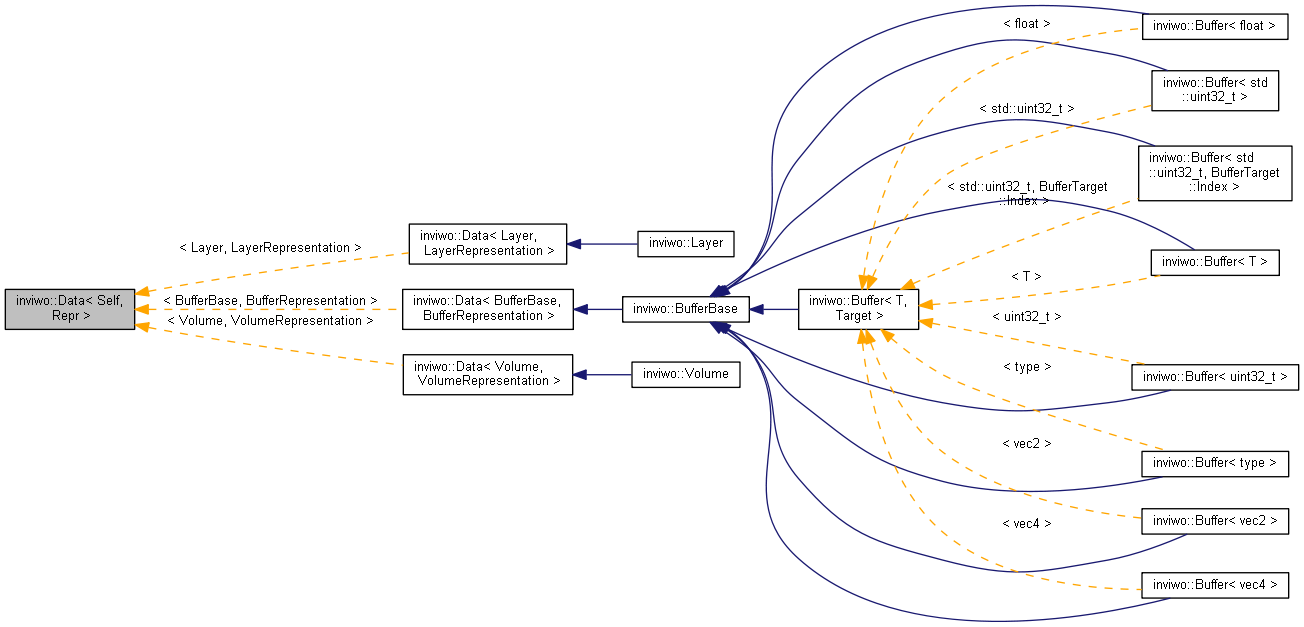 inviwo::Data< Self,
Repr >
< Layer, LayerRepresentation >
< BufferBase, BufferRepresentation >
< Volume, VolumeRepresentation >
inviwo::Data< Layer,
LayerRepresentation >
inviwo::Data< BufferBase,
BufferRepresentation >
inviwo::Data< Volume,
VolumeRepresentation >
inviwo::Layer
inviwo::BufferBase
inviwo::Volume
inviwo::Buffer< T,
Target >
< float >
< std::uint32_t >
< std::uint32_t, BufferTarget
::Index >
< T >
< uint32_t >
< type >
< vec2 >
< vec4 >
inviwo::Buffer< float >
inviwo::Buffer< std
::uint32_t >
inviwo::Buffer< std
::uint32_t, BufferTarget
::Index >
inviwo::Buffer< T >
inviwo::Buffer< uint32_t >
inviwo::Buffer< type >
inviwo::Buffer< vec2 >
inviwo::Buffer< vec4 >